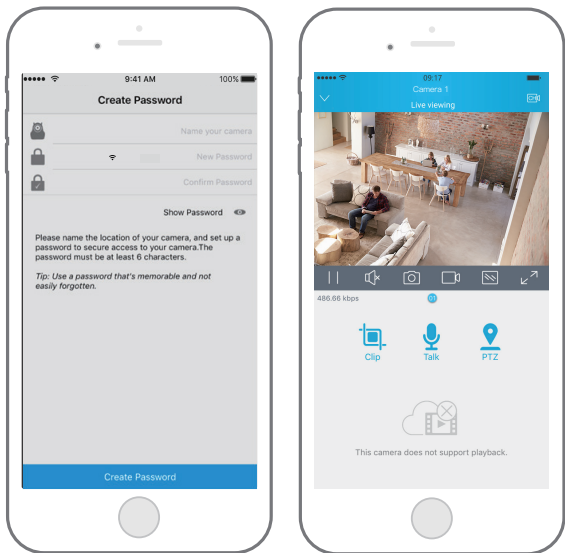 9:41 AM
100%
Create Password
Name your camera
New Password
Confirm Password
Show Password
Please name the location of your camera, and set up a
password to secure access to your camera.The
password must be at least 6 characters.
Tip: Use a password that's memorable and not
easily forgotten.
Create Password
09:17
Camera 1
Live viewing
486.66 kbps
01
Clip
Talk
PTZ
This camera does not support playback.